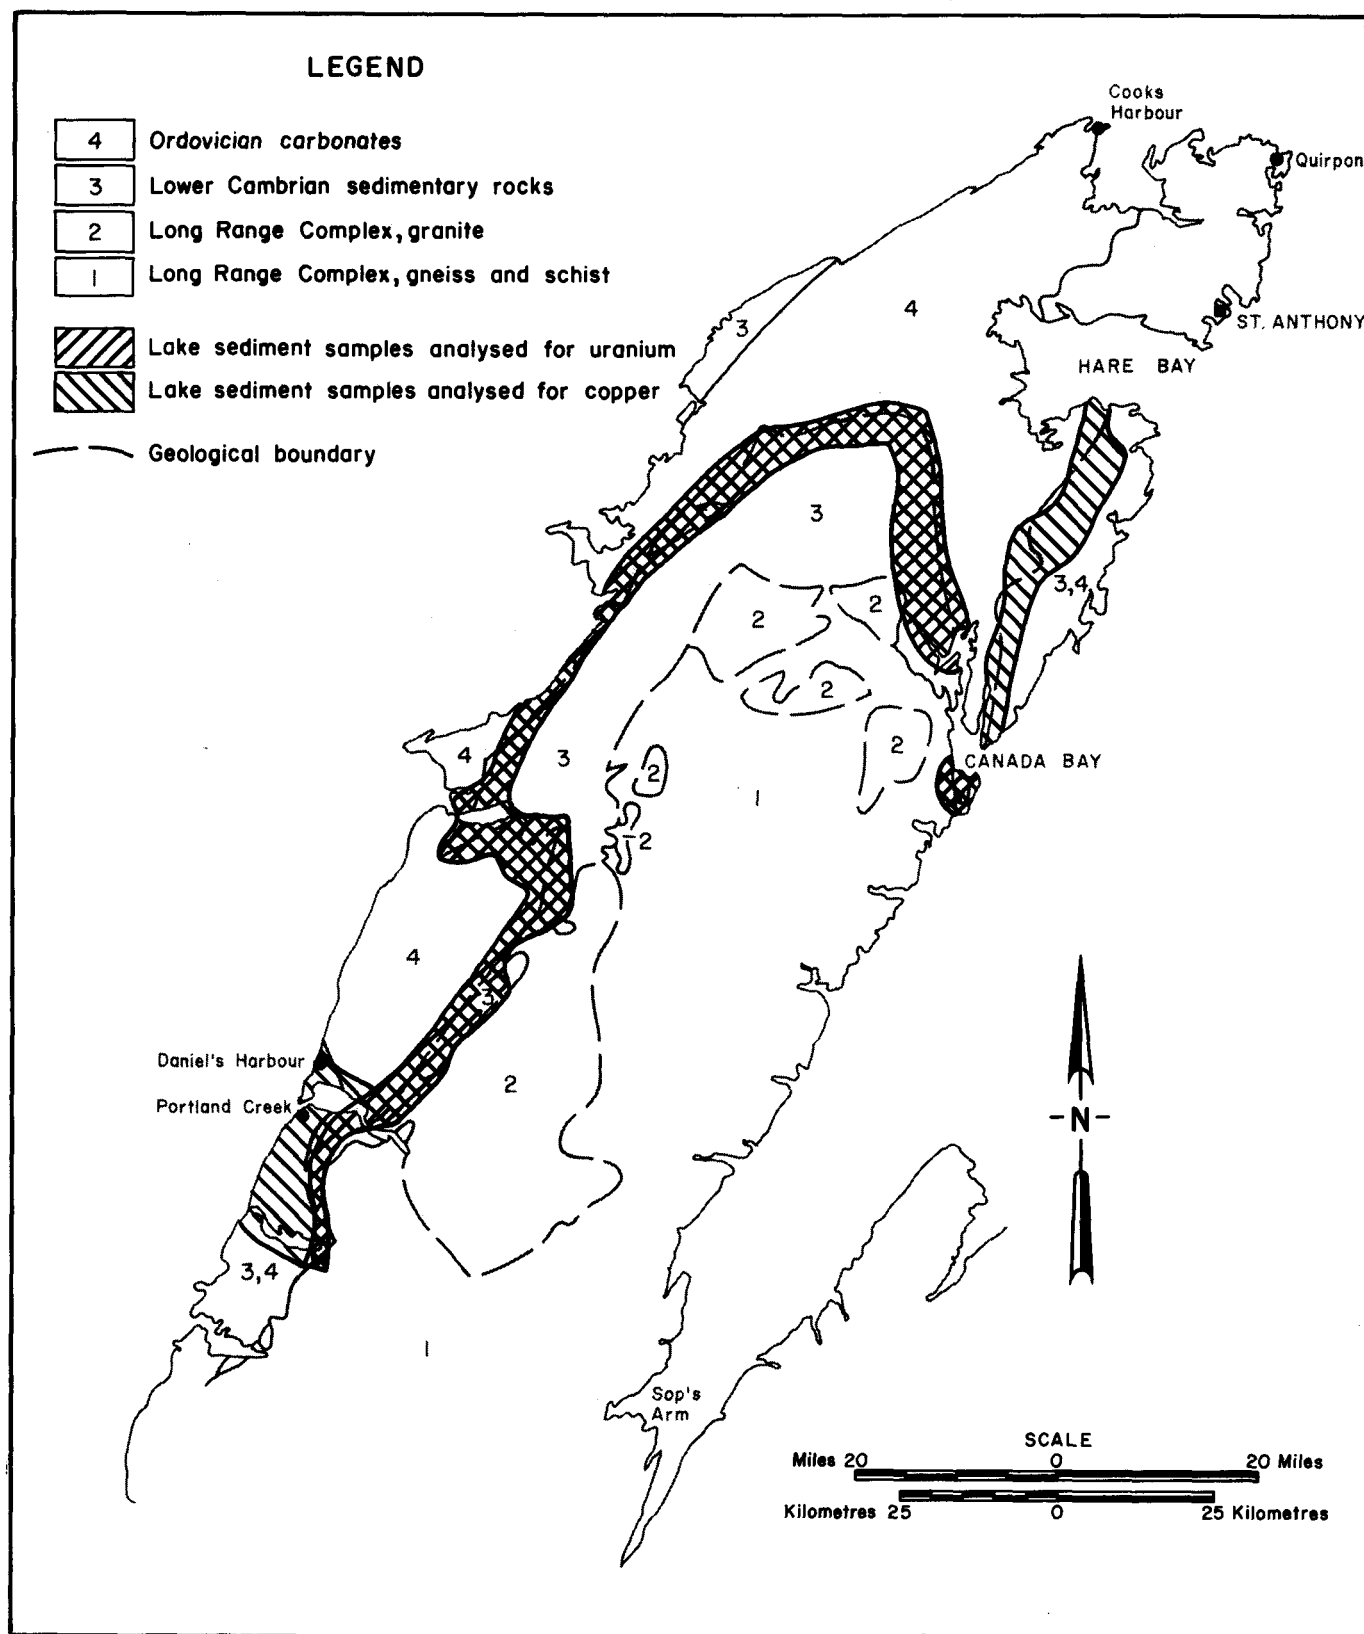 LEGEND
4 Ordovician carbonates
3 Lower Cambrian sedimentary rocks
2 Long Range Complex, granite
1 Long Range Complex, gneiss and schist
Lake sediment samples analysed for uranium
Lake sediment samples analysed for copper
Geological boundary
Cooks
Harbour
Quirpon
ST. ANTHONY
HARE BAY
4
3
3
3,4
2
2
2
2
CANADA BAY
4
3
2
1
2
4
3
Daniel's Harbour
2
Portland Creek
-N-
3,4
1
Sop's
Arm
SCALE
Miles 20 0 20 Miles
Kilometres 25 0 25 Kilometres